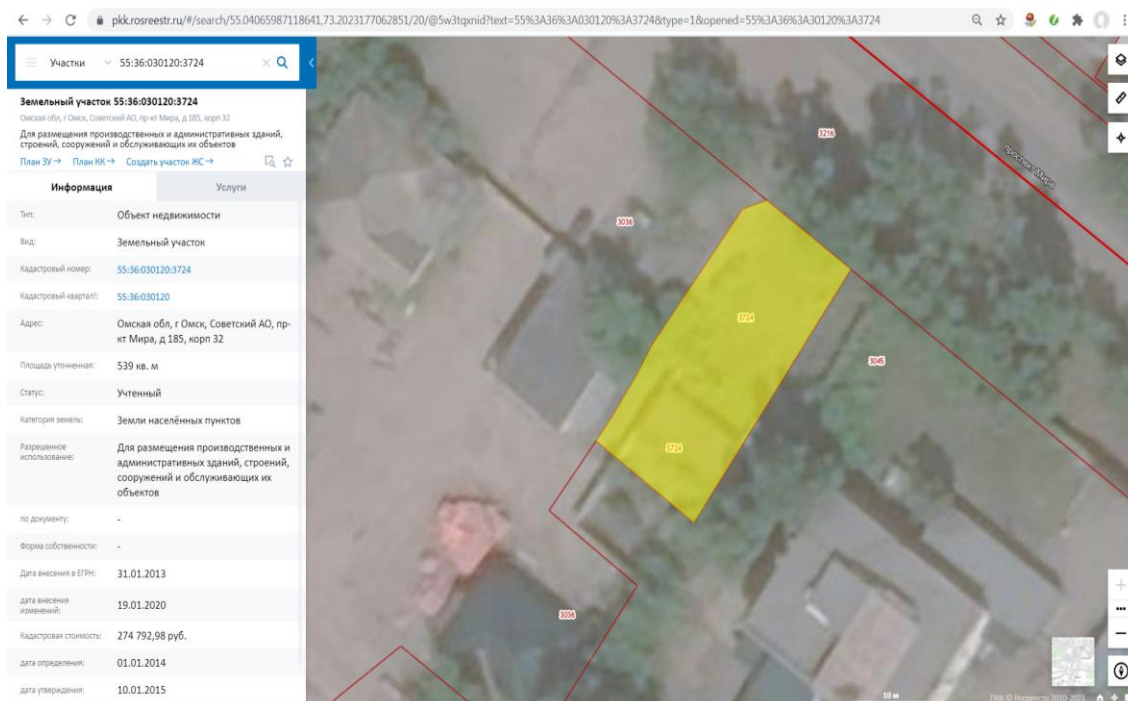 pkk.rosreestr.ru/#/search/55.04065987118641,73.2023177062851/20/@5w3tqxnid?text=55%3A36%3A030120%3A3724&type=1&opened=55%3A36%3A30120%3A3724
Участки 55:36:030120:3724
Земельный участок 55:36:030120:3724
Омская обл, г Омск, Советский АО, пр-кт Мира, д 185, корп 32
Для размещения производственных и административных зданий,
строений, сооружений и обслуживающих их объектов
План ЗУ → План КК → Создать участок ЖС →
Информация Услуги
Тип: Объект недвижимости
Вид: Земельный участок
Кадастровый номер: 55:36:030120:3724
Кадастровый квартал: 55:36:030120
Адрес: Омская обл, г Омск, Советский АО, пр-
кт Мира, д 185, корп 32
Площадь уточненная: 539 кв. м
Статус: Учтенный
Категория земель: Земли населённых пунктов
Разрешенное использование: Для размещения производственных и
административных зданий, строений,
сооружений и обслуживающих их
объектов
по документу: -
Форма собственности: -
Дата внесения в ЕГРН: 31.01.2013
дата внесения изменений: 19.01.2020
Кадастровая стоимость: 274 792,98 руб.
дата определения: 01.01.2014
дата утверждения: 10.01.2015
3216
проспект Мира
3036
3724
3045
3724
3036
10 м
ПКК © Росреестр 2010-2021